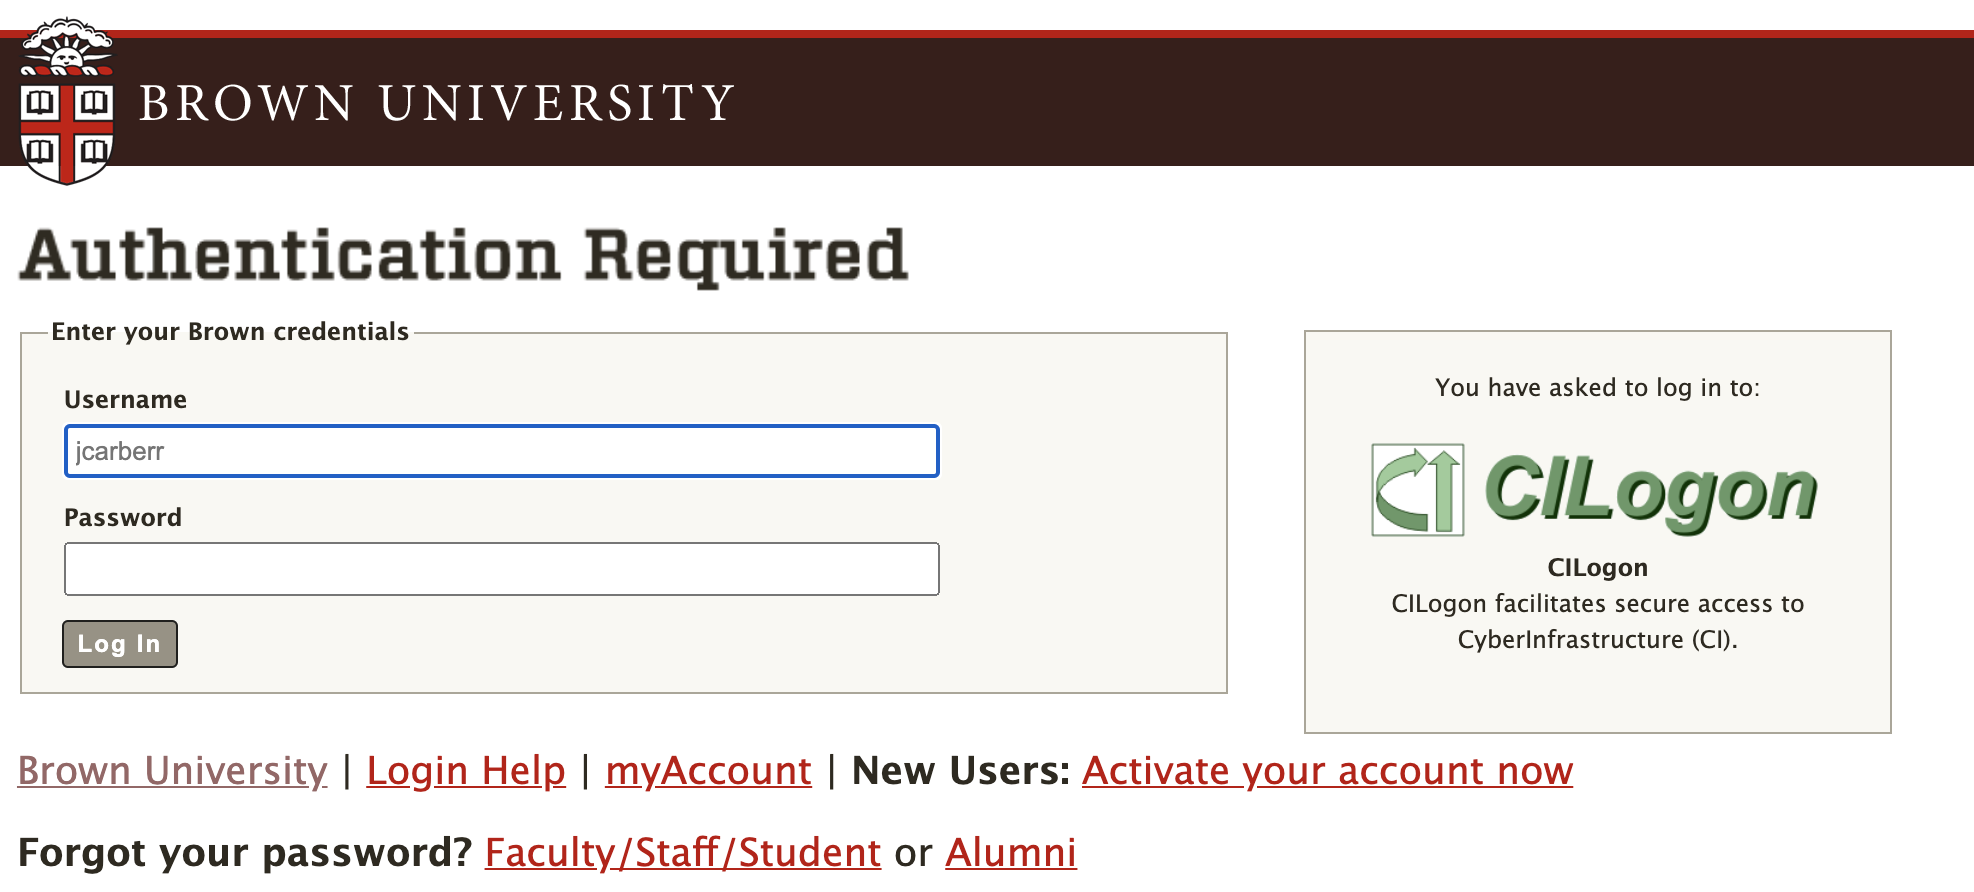 BROWN UNIVERSITY
Authentication Required
Enter your Brown credentials
Username
jcarberr
Password
Log In
You have asked to log in to:
CILogon
CILogon
CILogon facilitates secure access to
CyberInfrastructure (CI).
Brown University | Login Help | myAccount | New Users: Activate your account now
Forgot your password? Faculty/Staff/Student or Alumni